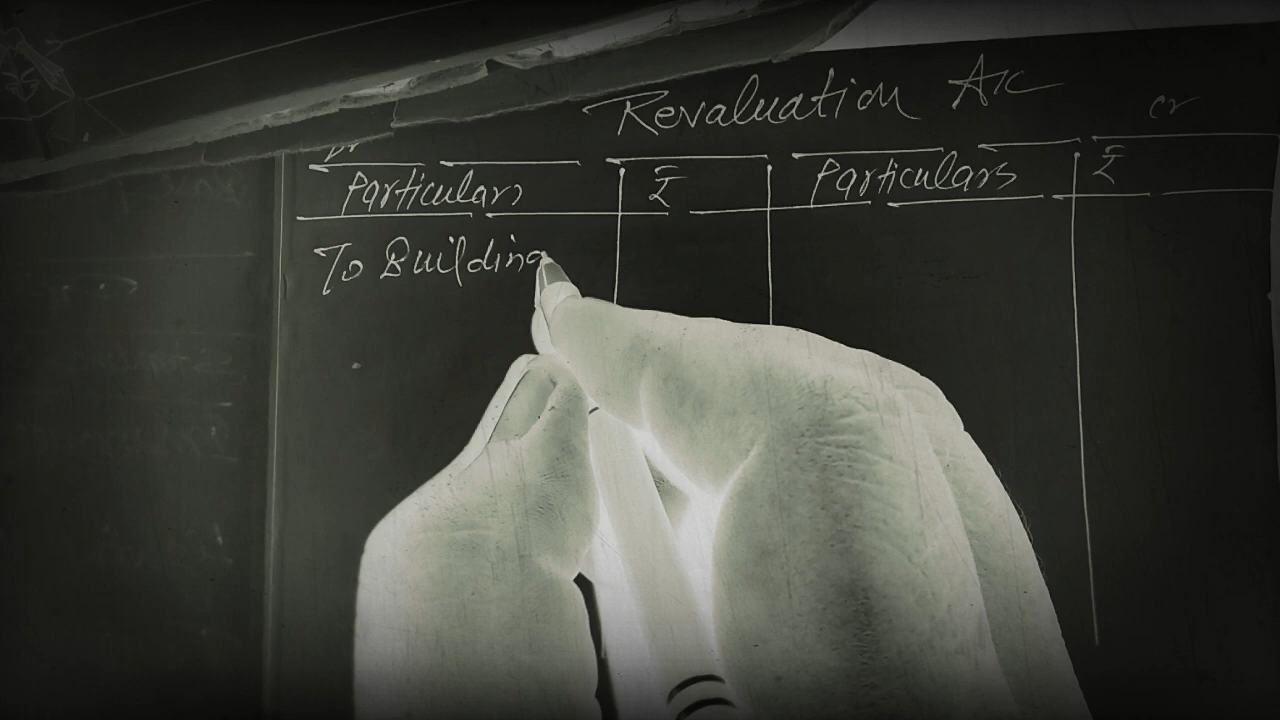 Revaluation A/c
Dr cr
Particulars ₹ Particulars ₹
To Building